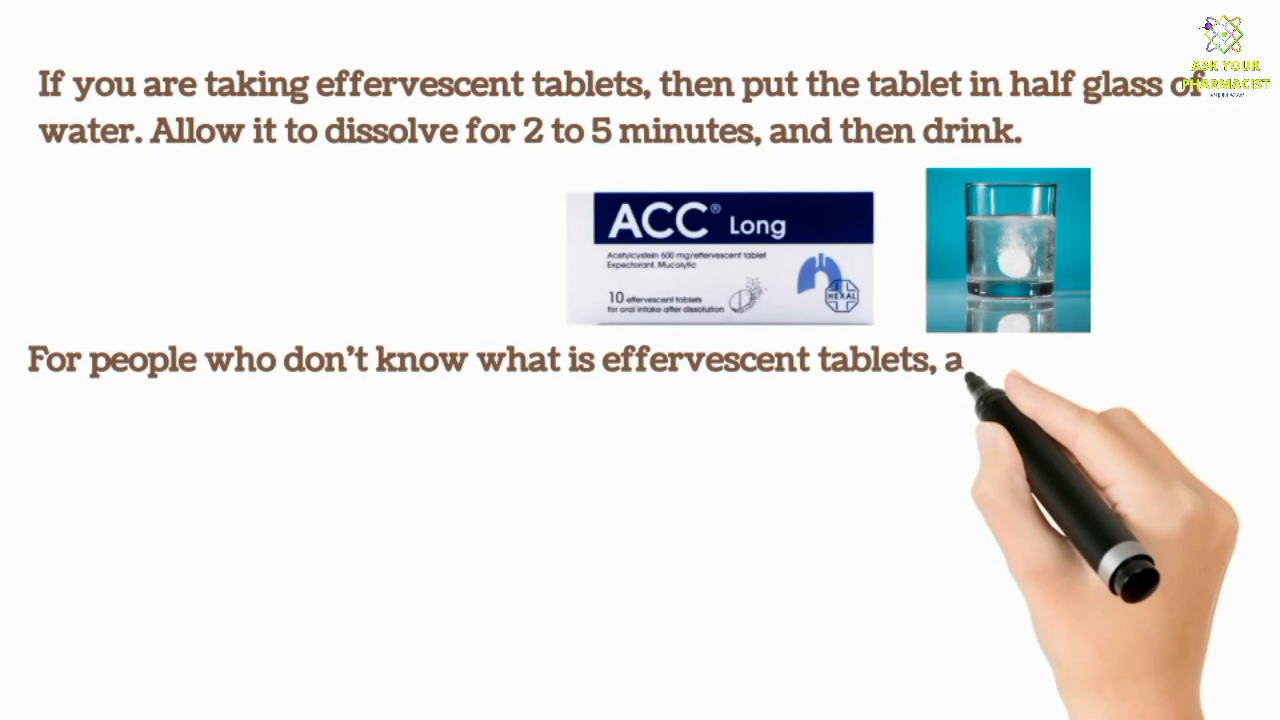 ASK YOUR
PHARMACIST
If you are taking effervescent tablets, then put the tablet in half glass of
water. Allow it to dissolve for 2 to 5 minutes, and then drink.
ACC® Long
Acetylcystein 600 mg/effervescent tablet
Expectorant, Mucolytic
10 effervescent tablets
for oral intake after dissolution
HEXAL
For people who don't know what is effervescent tablets, a